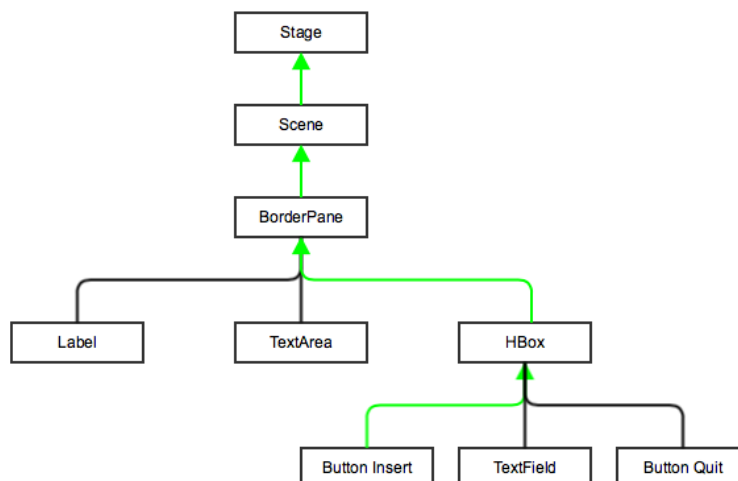 Stage
Scene
BorderPane
Label
TextArea
HBox
Button Insert
TextField
Button Quit